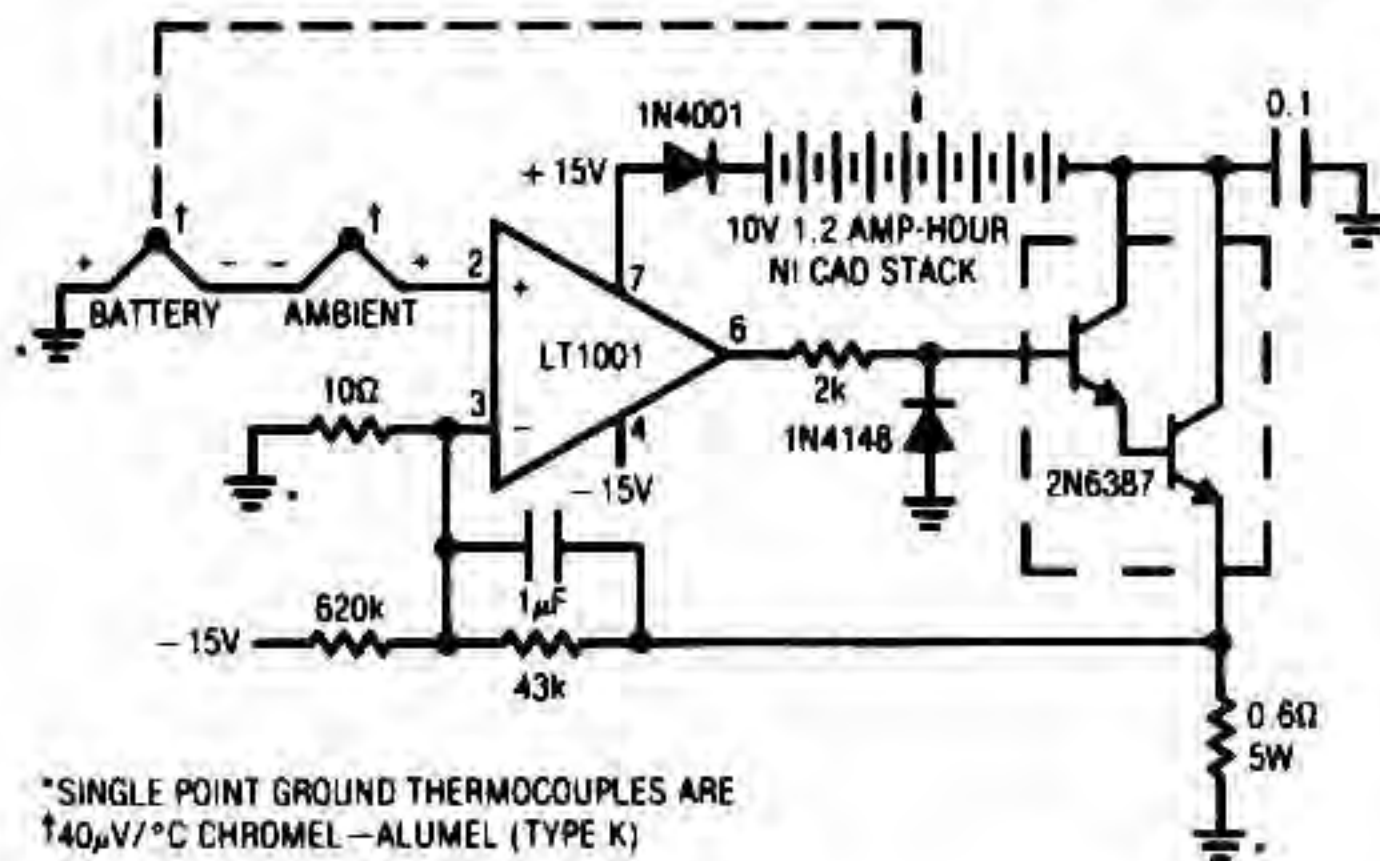 0.1
1N4001
+15V
10V 1.2 AMP-HOUR
NI CAD STACK
†
†
+
- -
+
2
+
7
BATTERY
AMBIENT
LT1001
6
2k
10Ω
3
-
4
-15V
1N4148
2N6387
1µF
620k
-15V
43k
0.6Ω
5W
*SINGLE POINT GROUND THERMOCOUPLES ARE
†40µV/°C CHROMEL-ALUMEL (TYPE K)